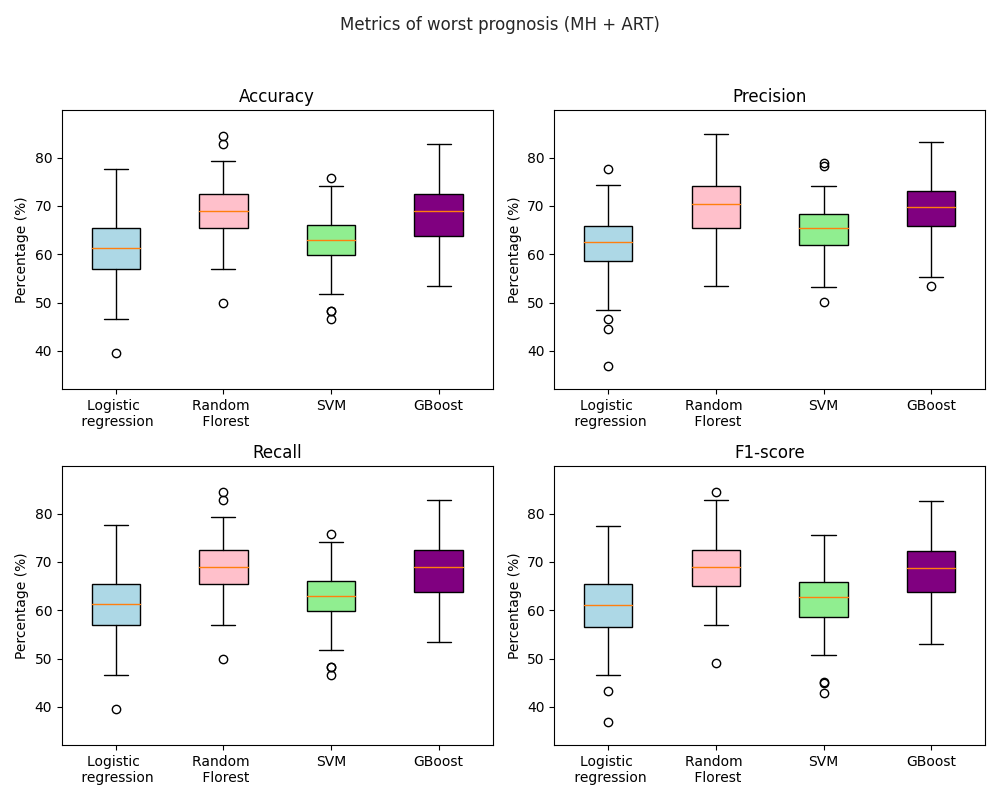 Metrics of worst prognosis (MH + ART)
Accuracy
Percentage (%)
80
70
60
50
40
Logistic
regression
Random
Florest
SVM
GBoost
Precision
Percentage (%)
80
70
60
50
40
Logistic
regression
Random
Florest
SVM
GBoost
Recall
Percentage (%)
80
70
60
50
40
Logistic
regression
Random
Florest
SVM
GBoost
F1-score
Percentage (%)
80
70
60
50
40
Logistic
regression
Random
Florest
SVM
GBoost